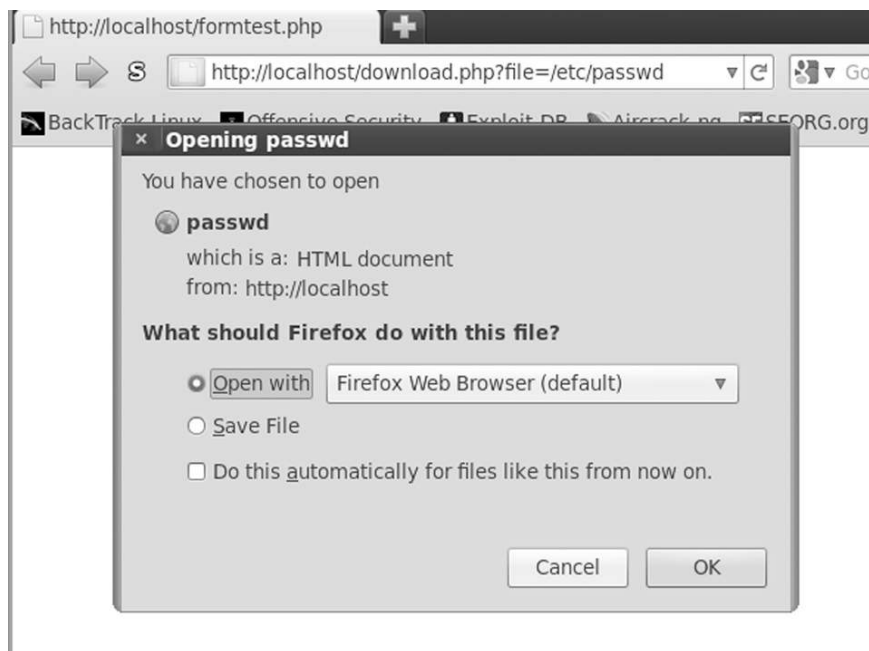 http://localhost/formtest.php
S http://localhost/download.php?file=/etc/passwd Go
BackTrack Linux Offensive Security Exploit-DB Aircrack-ng SEORG.org
× Opening passwd
You have chosen to open
passwd
which is a: HTML document
from: http://localhost
What should Firefox do with this file?
Open with Firefox Web Browser (default)
Save File
Do this automatically for files like this from now on.
Cancel OK